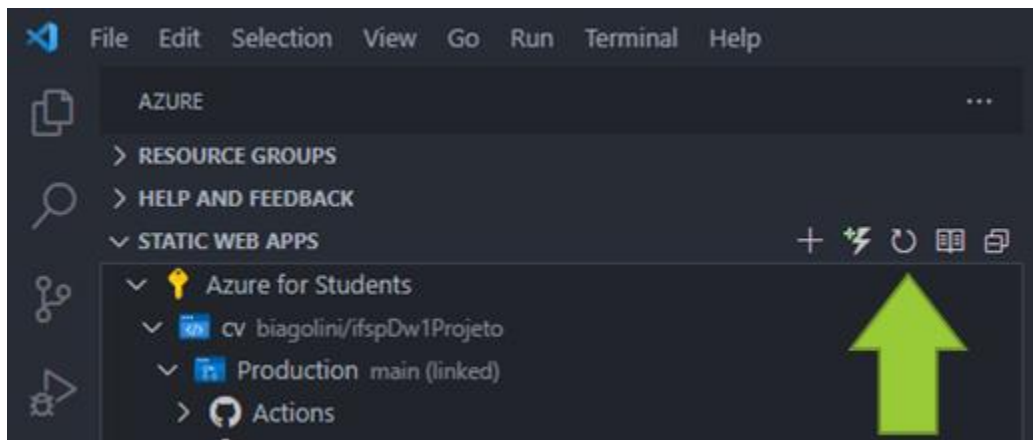 File Edit Selection View Go Run Terminal Help
AZURE
RESOURCE GROUPS
HELP AND FEEDBACK
STATIC WEB APPS
Azure for Students
cv biagolini/ifspDw1Projeto
Production main (linked)
Actions